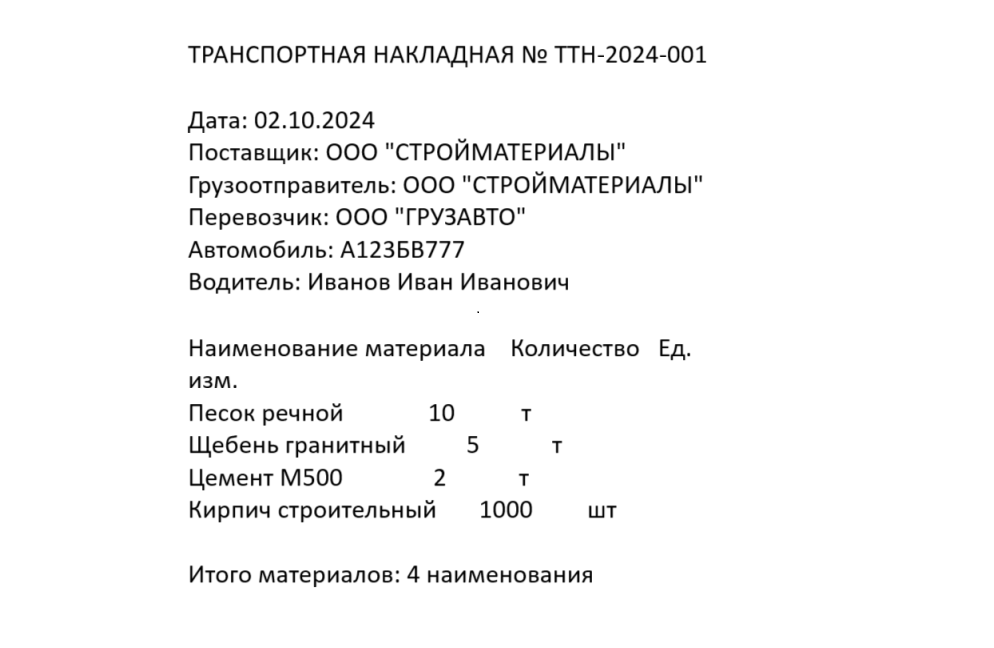 ТРАНСПОРТНАЯ НАКЛАДНАЯ № ТТН-2024-001
Дата: 02.10.2024
Поставщик: ООО "СТРОЙМАТЕРИАЛЫ"
Грузоотправитель: ООО "СТРОЙМАТЕРИАЛЫ"
Перевозчик: ООО "ГРУЗАВТО"
Автомобиль: А123БВ777
Водитель: Иванов Иван Иванович
Наименование материала Количество Ед.
изм.
Песок речной 10 т
Щебень гранитный 5 т
Цемент М500 2 т
Кирпич строительный 1000 шт
Итого материалов: 4 наименования